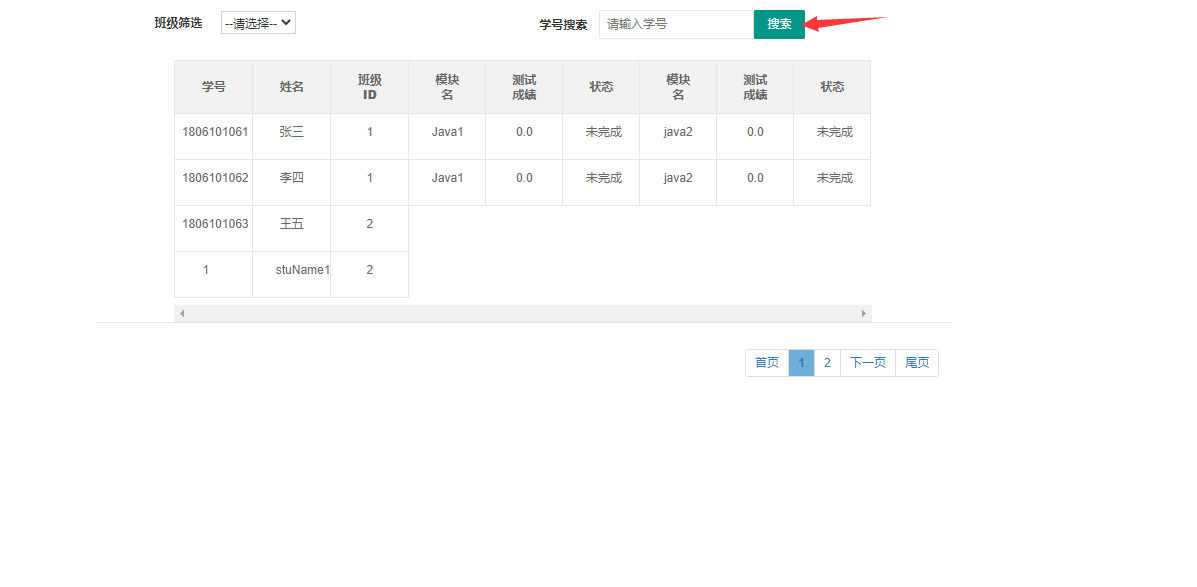 班级筛选 --请选择-- 学号搜索 请输入学号 搜索
学号 姓名 班级ID 模块名 测试成绩 状态 模块名 测试成绩 状态
1806101061 张三 1 Java1 0.0 未完成 java2 0.0 未完成
1806101062 李四 1 Java1 0.0 未完成 java2 0.0 未完成
1806101063 王五 2
1 stuName1 2
首页 1 2 下一页 尾页